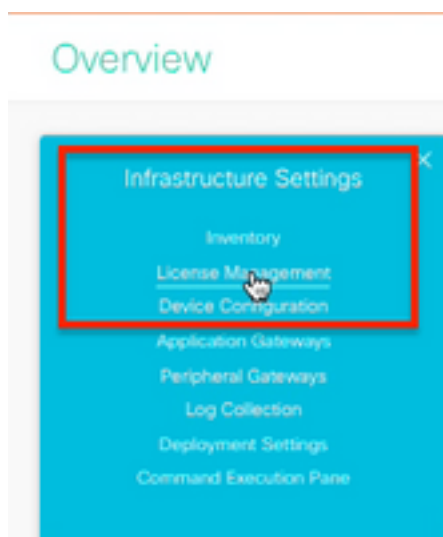 Overview
Infrastructure Settings
Inventory
License Management
Device Configuration
Application Gateways
Peripheral Gateways
Log Collection
Deployment Settings
Command Execution Pane